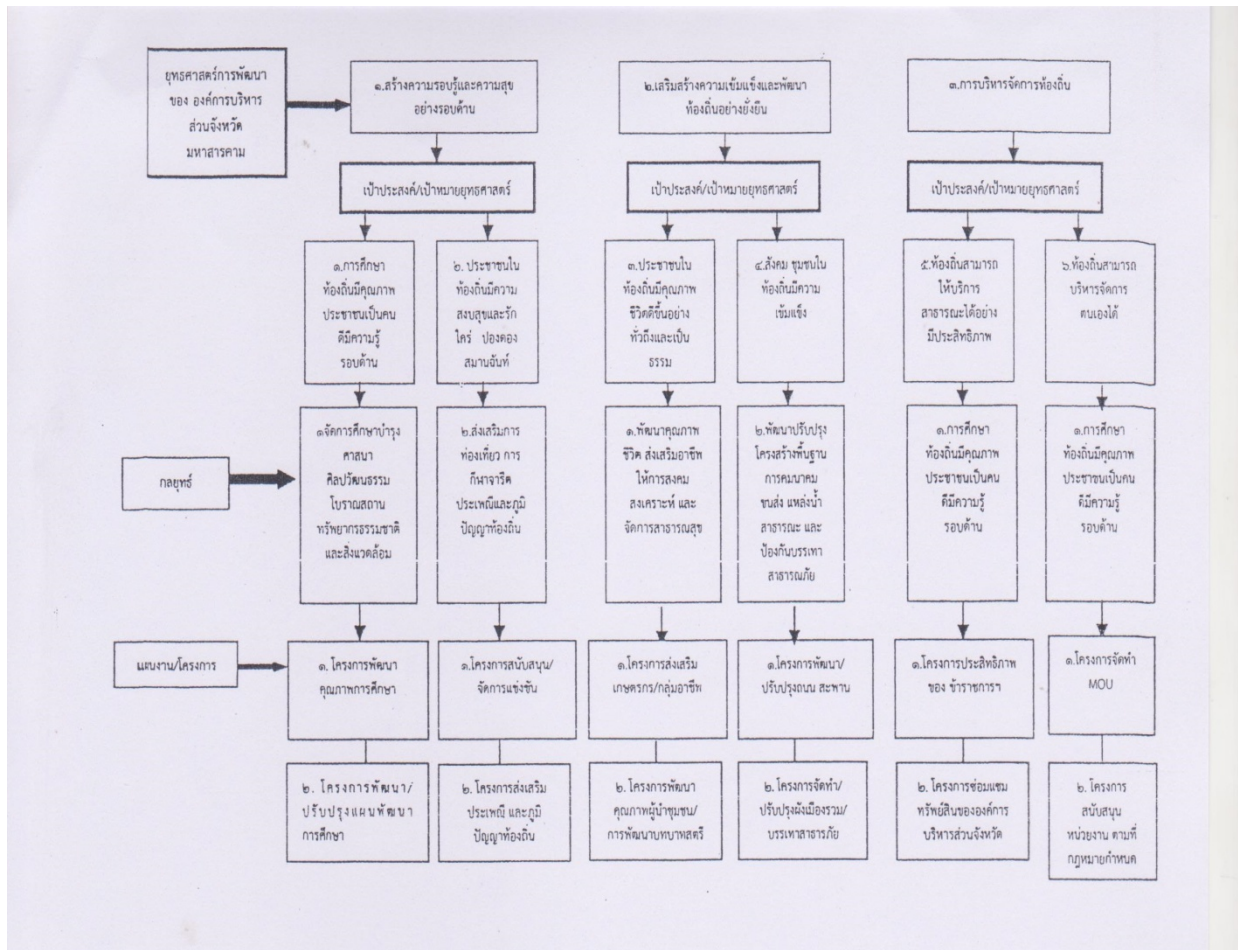 ยุทธศาสตร์การพัฒนา
ของ องค์การบริหาร
ส่วนจังหวัด
มหาสารคาม
๑.สร้างความรอบรู้และความสุข
อย่างรอบด้าน
๒.เสริมสร้างความเข้มแข็งและพัฒนา
ท้องถิ่นอย่างยั่งยืน
๓.การบริหารจัดการท้องถิ่น
เป้าประสงค์/เป้าหมายยุทธศาสตร์
เป้าประสงค์/เป้าหมายยุทธศาสตร์
เป้าประสงค์/เป้าหมายยุทธศาสตร์
๑.การศึกษา
ท้องถิ่นมีคุณภาพ
ประชาชนเป็นคน
ดีมีความรู้
รอบด้าน
๒. ประชาชนใน
ท้องถิ่นมีความ
สงบสุขและรัก
ใคร่ ปองดอง
สมานฉันท์
๓.ประชาชนใน
ท้องถิ่นมีคุณภาพ
ชีวิตดีขึ้นอย่าง
ทั่วถึงและเป็น
ธรรม
๔.สังคม ชุมชนใน
ท้องถิ่นมีความ
เข้มแข็ง
๕.ท้องถิ่นสามารถ
ให้บริการ
สาธารณะได้อย่าง
มีประสิทธิภาพ
๖.ท้องถิ่นสามารถ
บริหารจัดการ
ตนเองได้
กลยุทธ์
๑จัดการศึกษาบำรุง
ศาสนา
ศิลปวัฒนธรรม
โบราณสถาน
ทรัพยากรธรรมชาติ
และสิ่งแวดล้อม
๒.ส่งเสริมการ
ท่องเที่ยว การ
กีฬาจารีต
ประเพณีและภูมิ
ปัญญาท้องถิ่น
๑.พัฒนาคุณภาพ
ชีวิต ส่งเสริมอาชีพ
ให้การสงคม
สงเคราะห์ และ
จัดการสาธารณสุข
๒.พัฒนาปรับปรุง
โครงสร้างพื้นฐาน
การคมนาคม
ขนส่ง แหล่งน้ำ
สาธารณะ และ
ป้องกันบรรเทา
สาธารณภัย
๑.การศึกษา
ท้องถิ่นมีคุณภาพ
ประชาชนเป็นคน
ดีมีความรู้
รอบด้าน
๑.การศึกษา
ท้องถิ่นมีคุณภาพ
ประชาชนเป็นคน
ดีมีความรู้
รอบด้าน
แผนงาน/โครงการ
๑. โครงการพัฒนา
คุณภาพการศึกษา
๑.โครงการสนับสนุน/
จัดการแข่งขัน
๑.โครงการส่งเสริม
เกษตรกร/กลุ่มอาชีพ
๑.โครงการพัฒนา/
ปรับปรุงถนน สะพาน
๑.โครงการประสิทธิภาพ
ของ ข้าราชการฯ
๑.โครงการจัดทำ
MOU
๒. โครงการพัฒนา/
ปรับปรุงแผนพัฒนา
การศึกษา
๒. โครงการส่งเสริม
ประเพณี และภูมิ
ปัญญาท้องถิ่น
๒. โครงการพัฒนา
คุณภาพผู้นำชุมชน/
การพัฒนาบทบาทสตรี
๒. โครงการจัดทำ/
ปรับปรุงผังเมืองรวม/
บรรเทาสาธารภัย
๒. โครงการซ่อมแซม
ทรัพย์สินขององค์การ
บริหารส่วนจังหวัด
๒. โครงการ
สนับสนุน
หน่วยงาน ตามที่
กฎหมายกำหนด